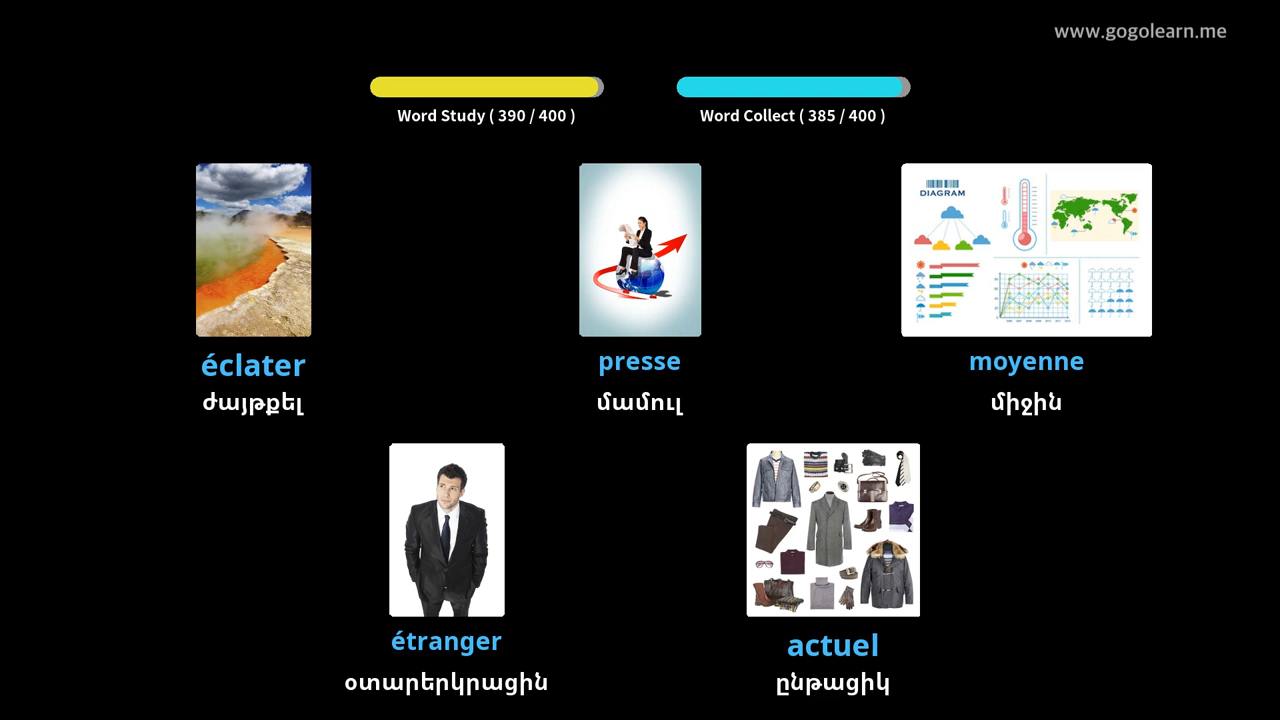 www.gogolearn.me
Word Study ( 390 / 400 )
Word Collect ( 385 / 400 )
DIAGRAM
éclater
ժայթքել
presse
մամուլ
moyenne
միջին
étranger
օտարերկրացին
actuel
ընթացիկ